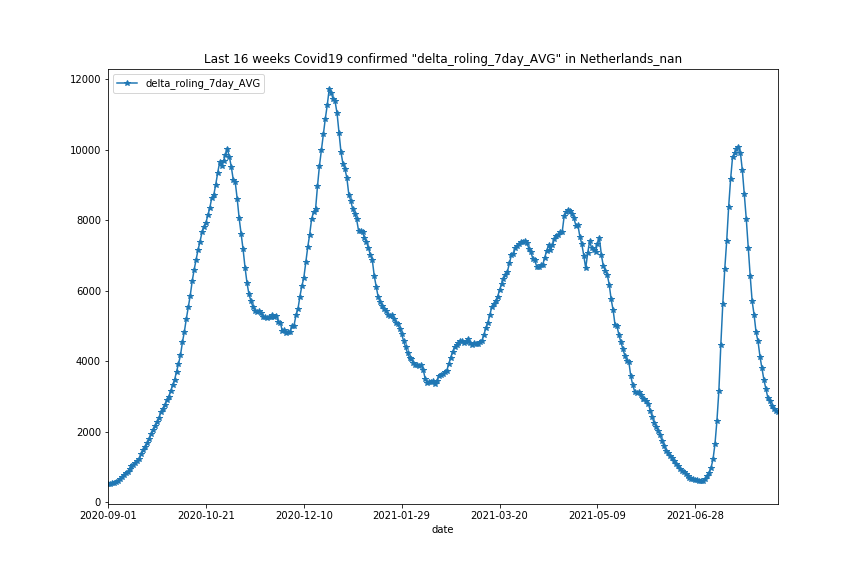 Last 16 weeks Covid19 confirmed "delta_roling_7day_AVG" in Netherlands_nan
delta_roling_7day_AVG
12000
10000
8000
6000
4000
2000
0
2020-09-01 2020-10-21 2020-12-10 2021-01-29 2021-03-20 2021-05-09 2021-06-28
date